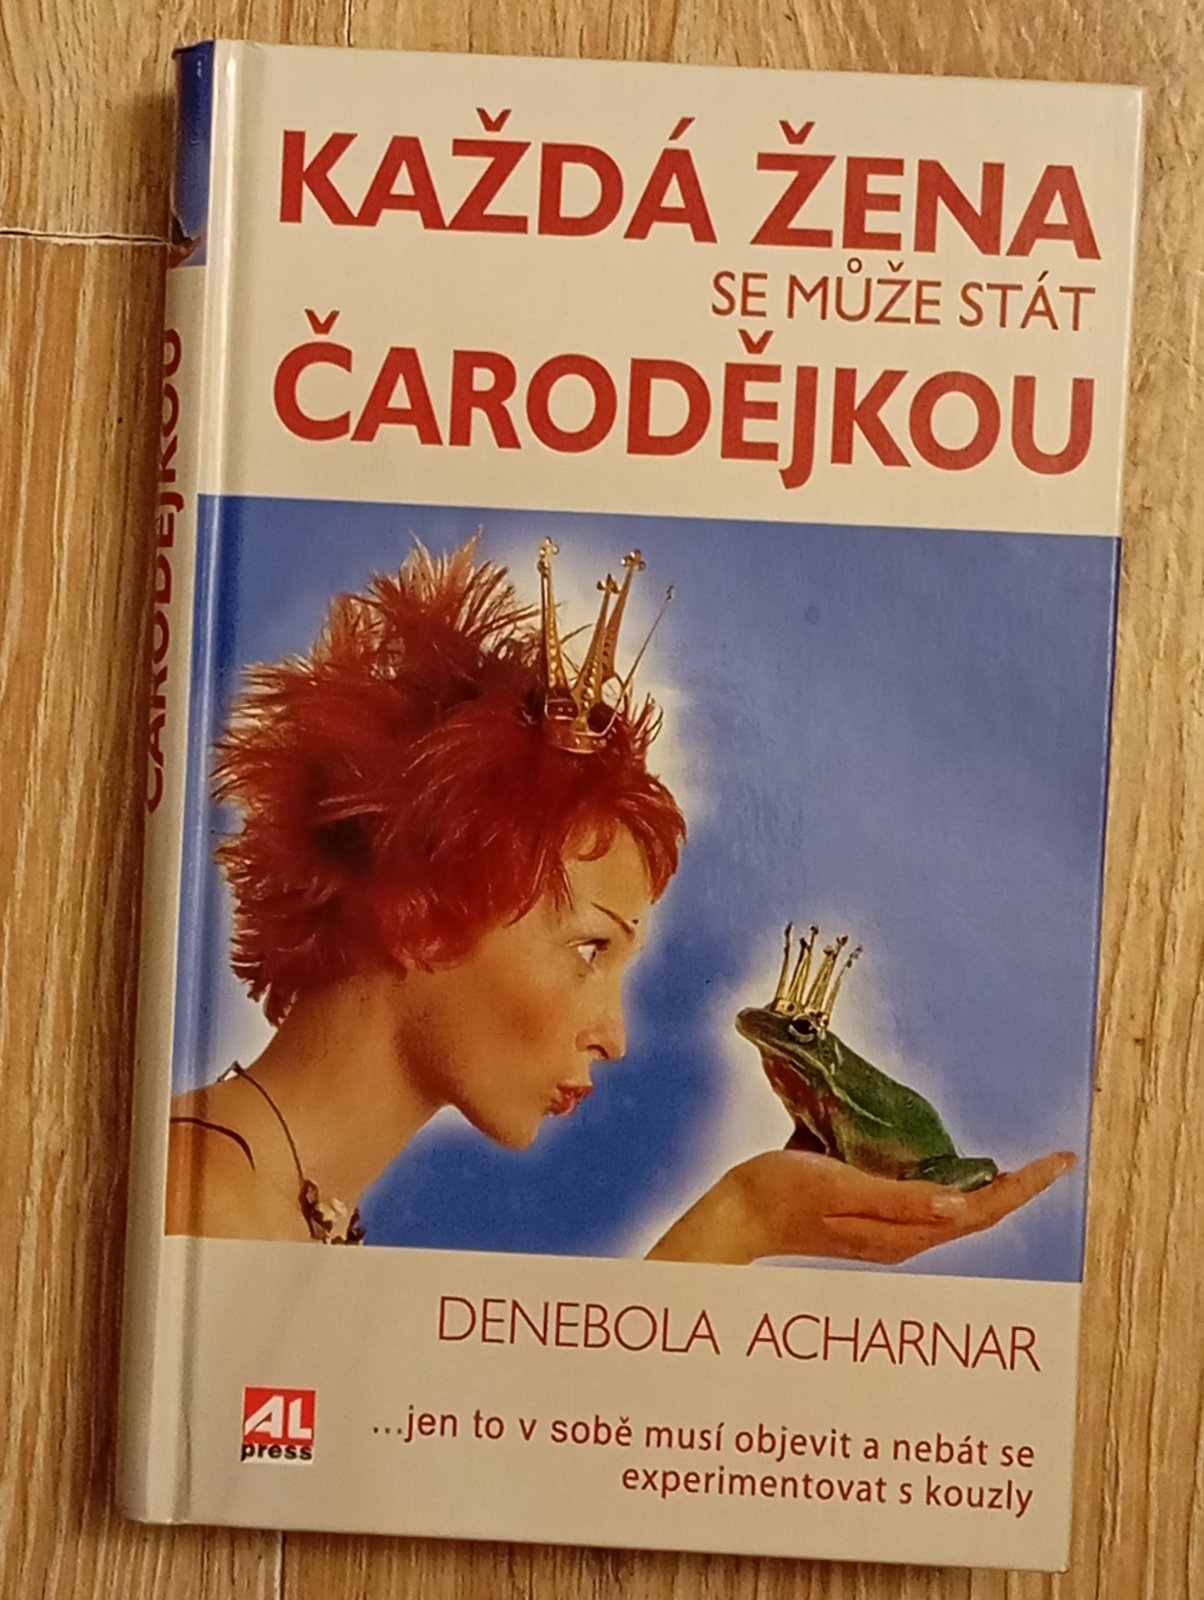 KAŽDÁ ŽENA
SE MŮŽE STÁT
ČARODĚJKOU
ČARODĚJKOU
DENEBOLA ACHARNAR
AL
press
...jen to v sobě musí objevit a nebát se
experimentovat s kouzly